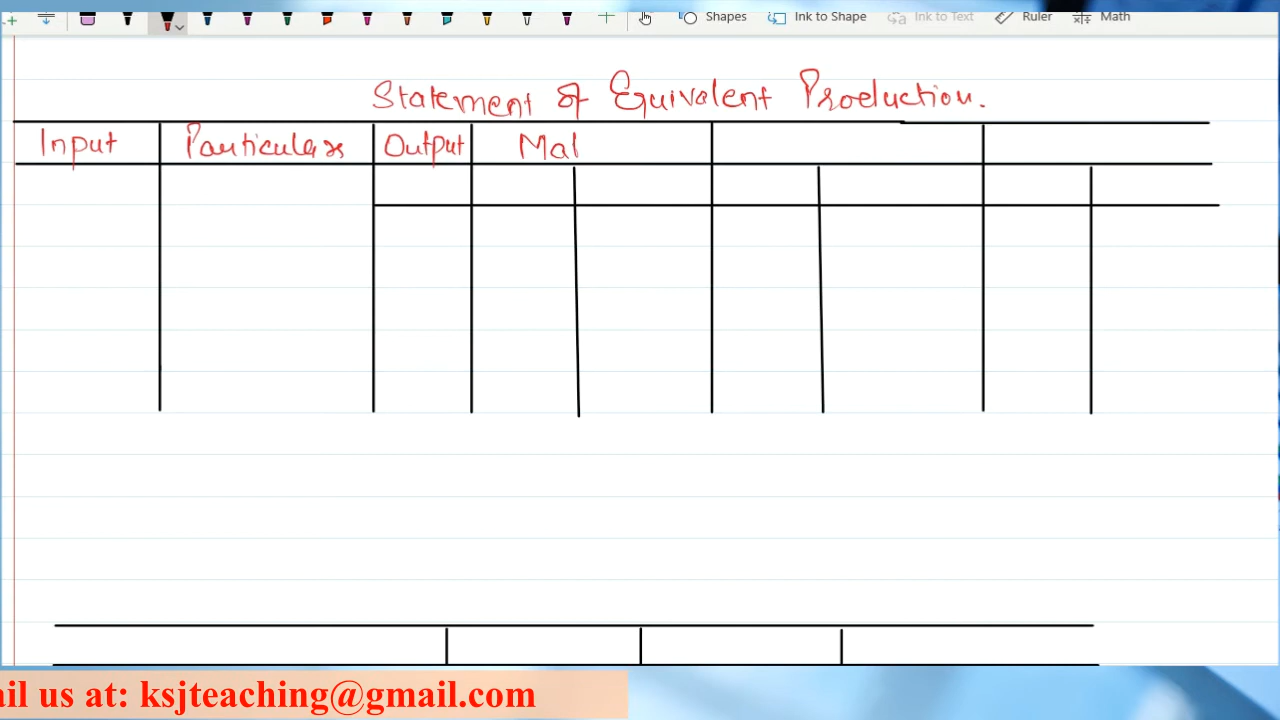 Shapes Ink to Shape Ink to Text Ruler Math
Statement of Equivalent Production.
Input Particulars Output Mal
ail us at: ksjteaching@gmail.com